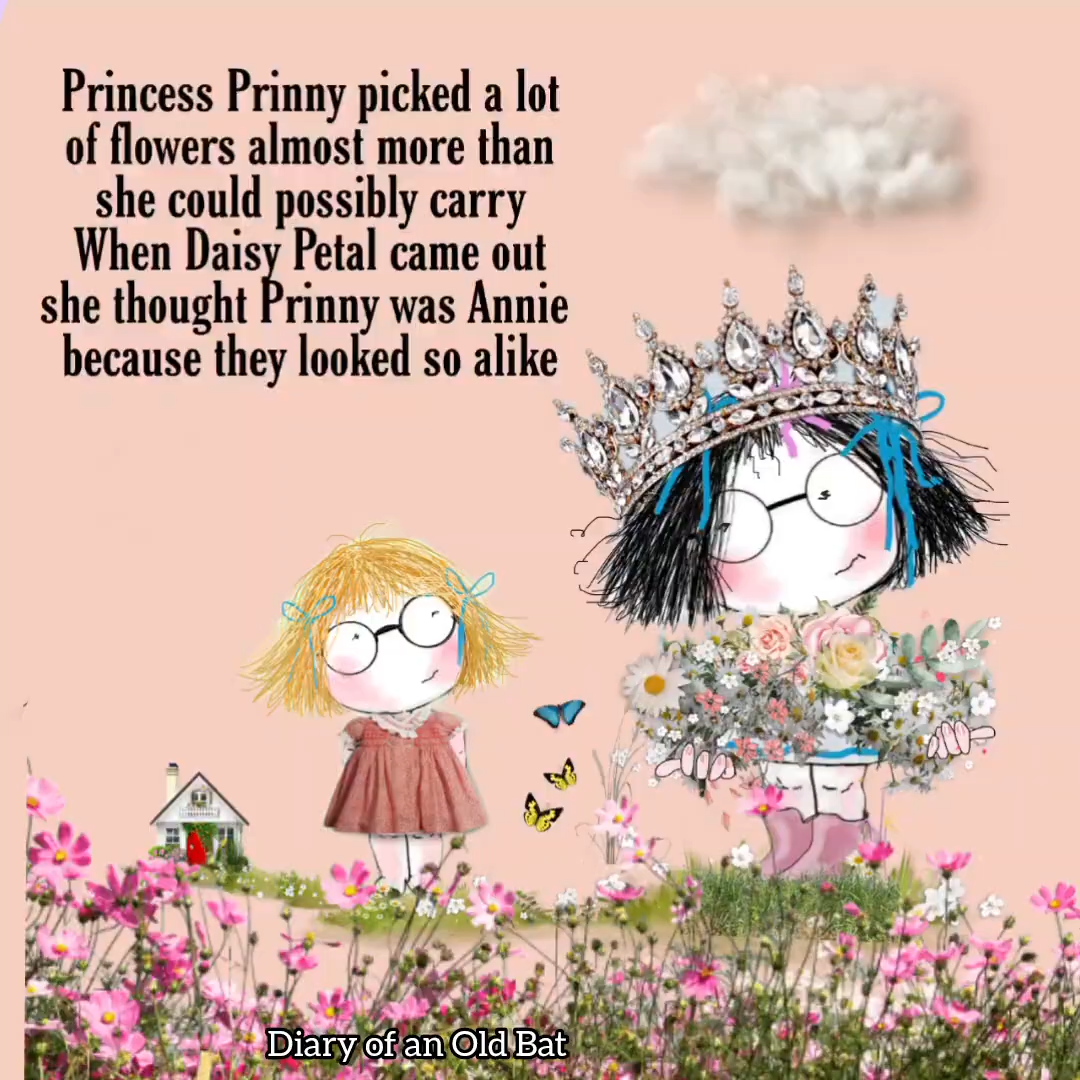 Princess Prinny picked a lot
of flowers almost more than
she could possibly carry
When Daisy Petal came out
she thought Prinny was Annie
because they looked so alike
Diary of an Old Bat